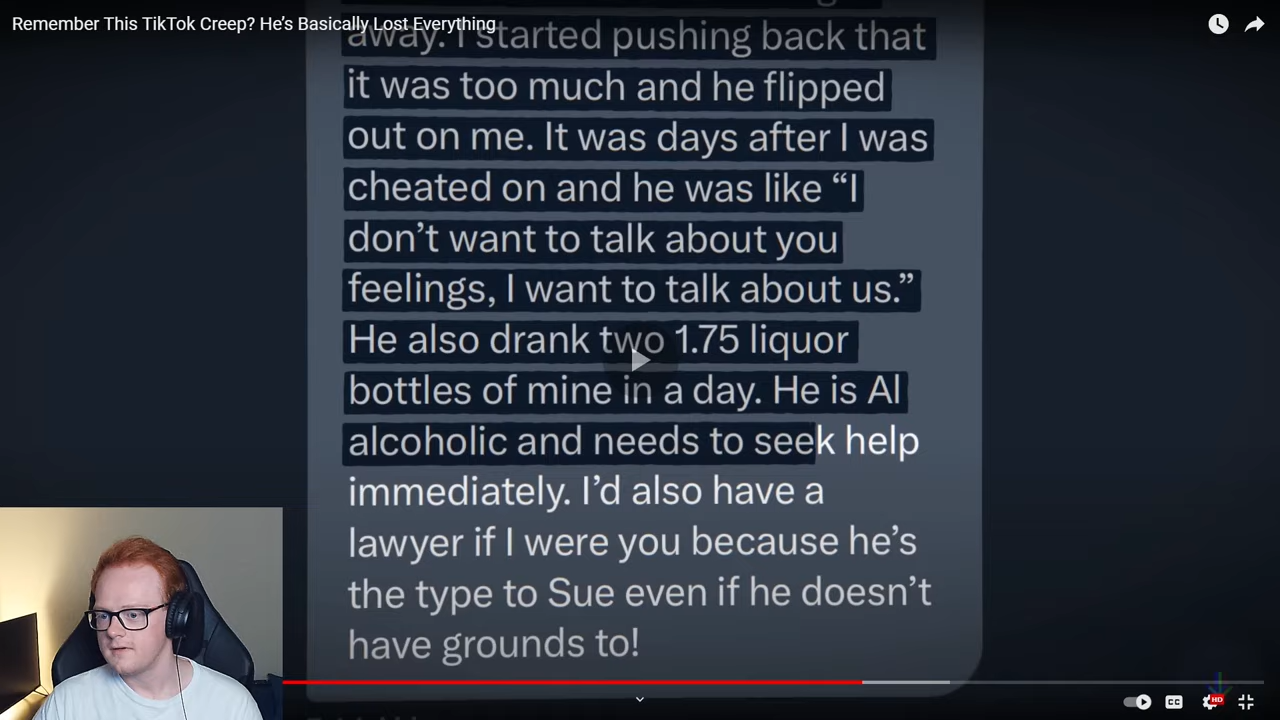 Remember This TikTok Creep? He's Basically Lost Everything
away. I started pushing back that
it was too much and he flipped
out on me. It was days after I was
cheated on and he was like “I
don't want to talk about you
feelings, I want to talk about us.”
He also drank two 1.75 liquor
bottles of mine in a day. He is Al
alcoholic and needs to seek help
immediately. I'd also have a
lawyer if I were you because he's
the type to Sue even if he doesn't
have grounds to!
CC
HD